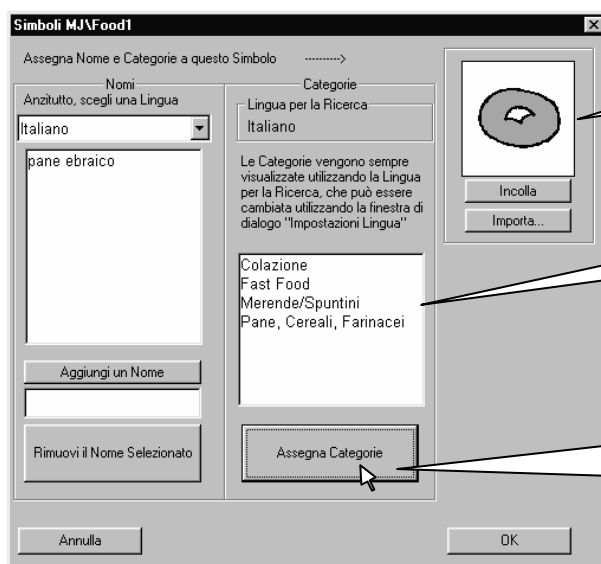 Simboli MJ\Food1
Assegna Nome e Categorie a questo Simbolo ---------->
Nomi
Anzitutto, scegli una Lingua
Italiano
pane ebraico
Aggiungi un Nome
Rimuovi il Nome Selezionato
Categorie
Lingua per la Ricerca
Italiano
Le Categorie vengono sempre
visualizzate utilizzando la Lingua
per la Ricerca, che può essere
cambiata utilizzando la finestra di
dialogo "Impostazioni Lingua"
Colazione
Fast Food
Merende/Spuntini
Pane, Cereali, Farinacei
Assegna Categorie
Incolla
Importa...
Annulla
OK